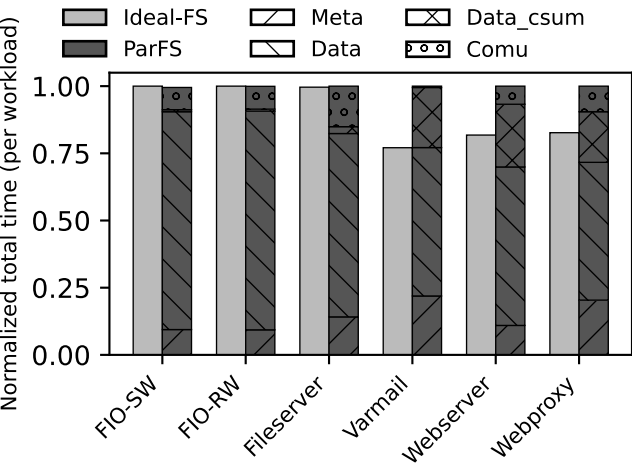 Ideal-FS Meta Data_csum
ParFS Data Comu
Normalized total time (per workload)
1.00
0.75
0.50
0.25
0.00
FIO-SW
FIO-RW
Fileserver
Varmail
Webserver
Webproxy